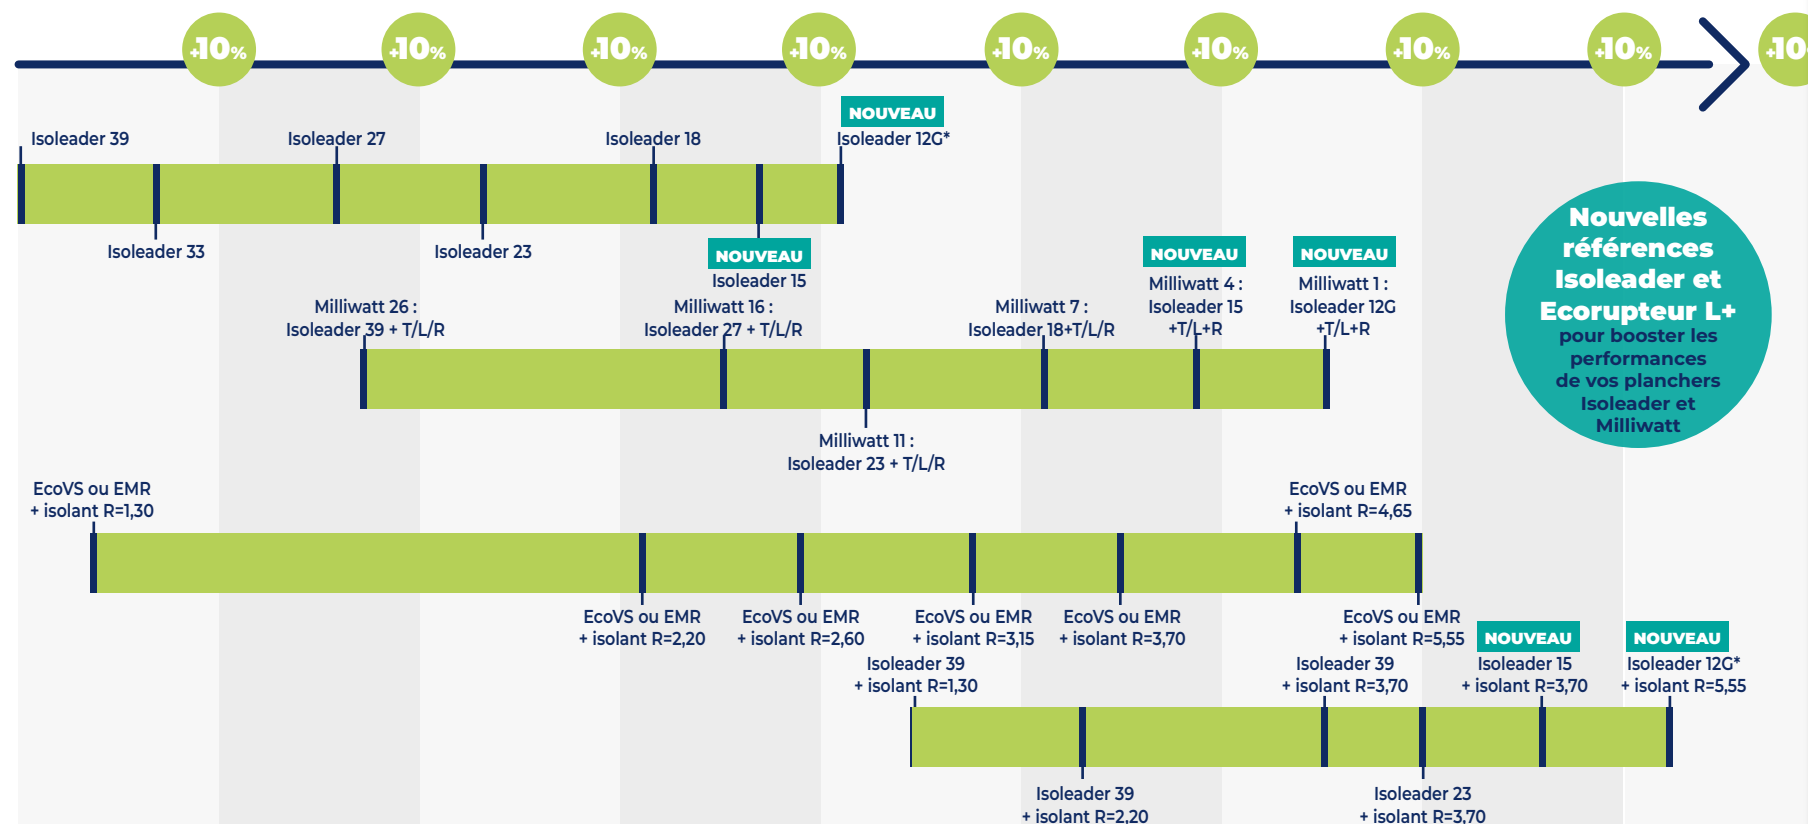 +10%
+10%
+10%
+10%
+10%
+10%
+10%
+10%
+10
NOUVEAU
Isoleader 39
Isoleader 27
Isoleader 18
Isoleader 12G*
Isoleader 33
Isoleader 23
NOUVEAU
Isoleader 15
Milliwatt 26 :
Isoleader 39 + T/L/R
Milliwatt 16 :
Isoleader 27 + T/L/R
Milliwatt 7 :
Isoleader 18+T/L/R
NOUVEAU
Milliwatt 4 :
Isoleader 15
+T/L+R
NOUVEAU
Milliwatt 1 :
Isoleader 12G
+T/L+R
Milliwatt 11 :
Isoleader 23 + T/L/R
Nouvelles
références
Isoleader et
Ecorupteur L+
pour booster les
performances
de vos planchers
Isoleader et
Milliwatt
EcoVS ou EMR
+ isolant R=1,30
EcoVS ou EMR
+ isolant R=4,65
EcoVS ou EMR
+ isolant R=2,20
EcoVS ou EMR
+ isolant R=2,60
EcoVS ou EMR
+ isolant R=3,15
EcoVS ou EMR
+ isolant R=3,70
EcoVS ou EMR
+ isolant R=5,55
Isoleader 39
+ isolant R=1,30
Isoleader 39
+ isolant R=3,70
NOUVEAU
Isoleader 15
+ isolant R=3,70
NOUVEAU
Isoleader 12G*
+ isolant R=5,55
Isoleader 39
+ isolant R=2,20
Isoleader 23
+ isolant R=3,70